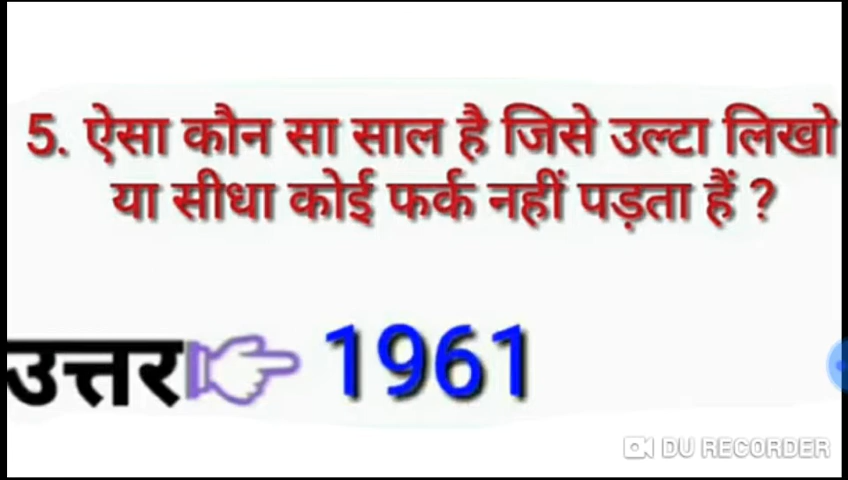 5. ऐसा कौन सा साल है जिसे उल्टा लिखो
या सीधा कोई फर्क नहीं पड़ता हैं ?
उत्तर 1961
DU RECORDER